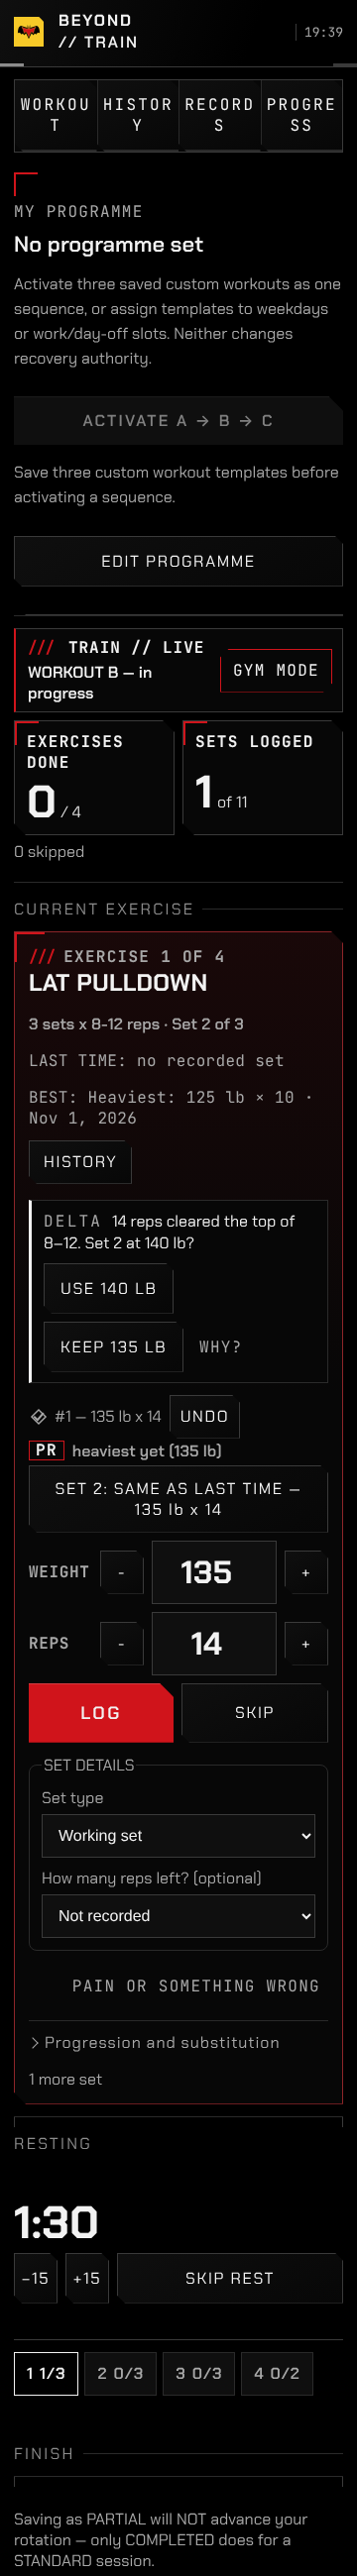 BEYOND
// TRAIN
19:39
WORKOU
T
HISTOR
Y
RECORD
S
PROGRE
SS
MY PROGRAMME
No programme set
Activate three saved custom workouts as one
sequence, or assign templates to weekdays
or work/day-off slots. Neither changes
recovery authority.
ACTIVATE A → B → C
Save three custom workout templates before
activating a sequence.
EDIT PROGRAMME
/// TRAIN // LIVE
WORKOUT B — in
progress
GYM MODE
EXERCISES
DONE
0 / 4
SETS LOGGED
1 of 11
0 skipped
CURRENT EXERCISE
/// EXERCISE 1 OF 4
LAT PULLDOWN
3 sets x 8-12 reps · Set 2 of 3
LAST TIME: no recorded set
BEST: Heaviest: 125 lb × 10 ·
Nov 1, 2026
HISTORY
DELTA 14 reps cleared the top of
8–12. Set 2 at 140 lb?
USE 140 LB
KEEP 135 LB
WHY?
#1 — 135 lb x 14
UNDO
PR heaviest yet (135 lb)
SET 2: SAME AS LAST TIME —
135 lb x 14
WEIGHT
-
135
+
REPS
-
14
+
LOG
SKIP
SET DETAILS
Set type
Working set
How many reps left? (optional)
Not recorded
PAIN OR SOMETHING WRONG
> Progression and substitution
1 more set
RESTING
1:30
−15
+15
SKIP REST
1 1/3
2 0/3
3 0/3
4 0/2
FINISH
Saving as PARTIAL will NOT advance your
rotation — only COMPLETED does for a
STANDARD session.